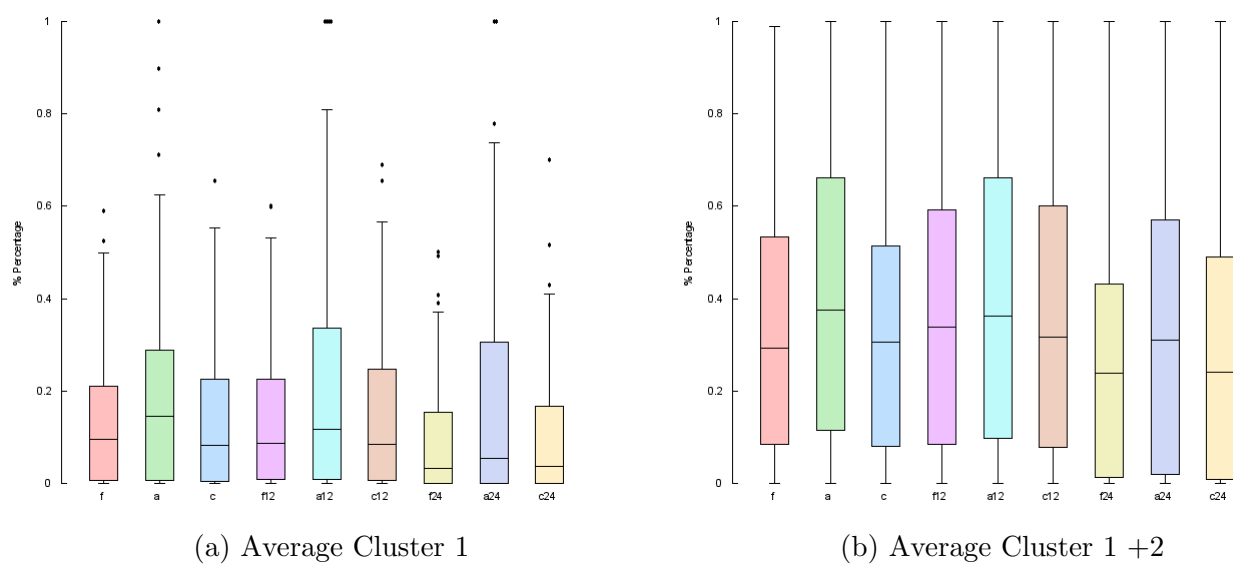 1
0.8
0.6
0.4
0.2
0
% Percentage
f a c f12 a12 c12 f24 a24 c24
(a) Average Cluster 1
1
0.8
0.6
0.4
0.2
0
% Percentage
f a c f12 a12 c12 f24 a24 c24
(b) Average Cluster 1 +2